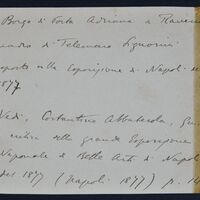 Borgo di Porta Adriana a Ravenna
quadro di Telemaco Signorini
esposto alla Esposizione di Napoli del
1877
Vedi, Costantino Abbatecola, Guida
critica della grande Esposizione
Nazionale di Belle Arti di Napoli
del 1877 (Napoli 1877) p. 14